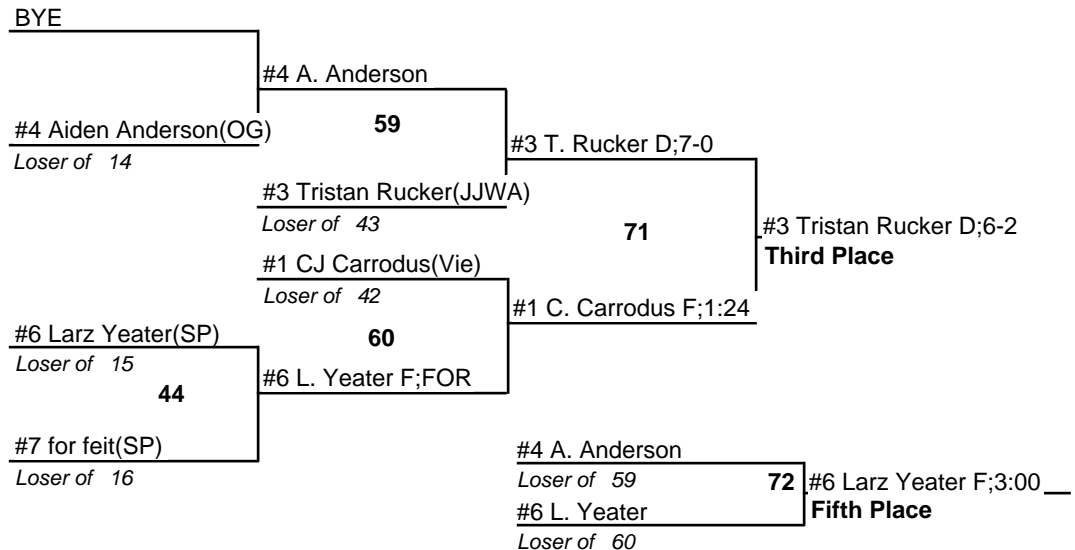 BYE
#4 A. Anderson
59
#4 Aiden Anderson(OG)
Loser of 14
#3 T. Rucker D;7-0
#3 Tristan Rucker(JJWA)
Loser of 43
71
#3 Tristan Rucker D;6-2
Third Place
#1 CJ Carrodus(Vie)
Loser of 42
#1 C. Carrodus F;1:24
#6 Larz Yeater(SP)
Loser of 15
60
44
#6 L. Yeater F;FOR
#7 for feit(SP)
Loser of 16
#4 A. Anderson
Loser of 59
72
#6 Larz Yeater F;3:00
Fifth Place
#6 L. Yeater
Loser of 60